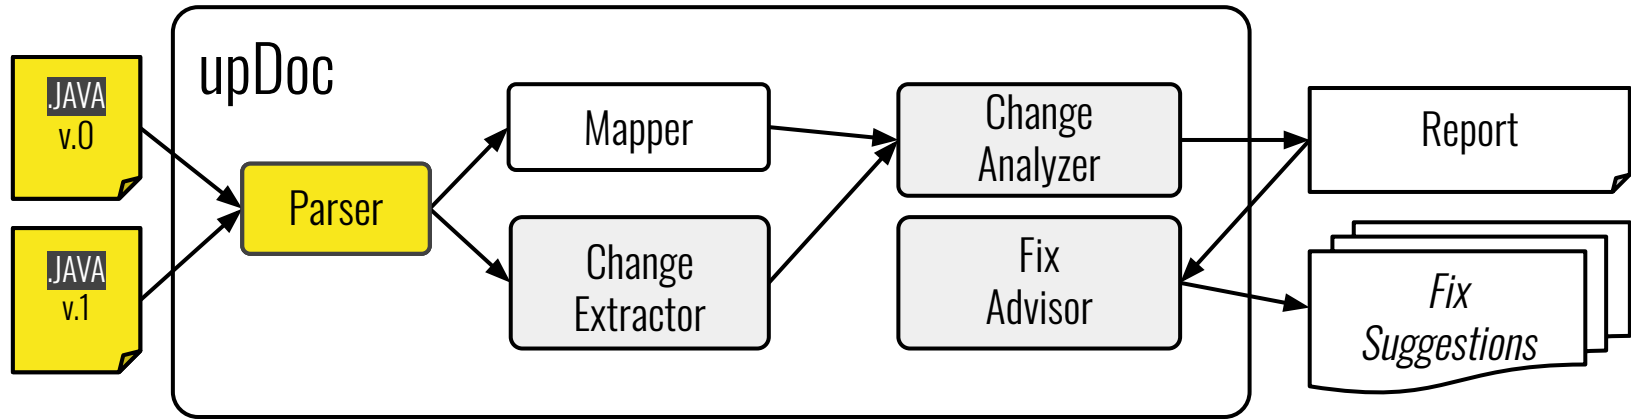 upDoc
.JAVA
v.0
.JAVA
v.1
Parser
Mapper
Change
Extractor
Change
Analyzer
Fix
Advisor
Report
Fix
Suggestions